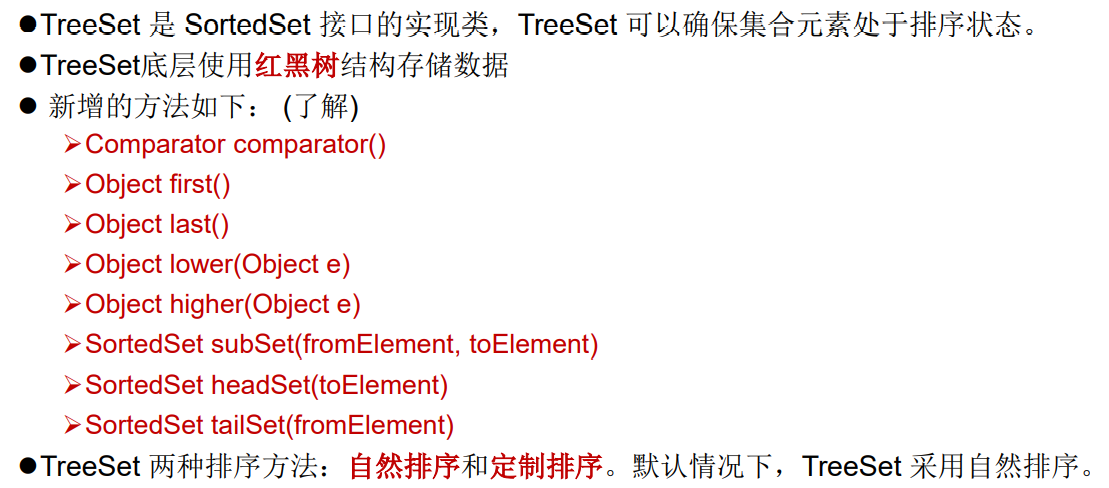 ●TreeSet 是 SortedSet 接口的实现类，TreeSet 可以确保集合元素处于排序状态。
●TreeSet底层使用红黑树结构存储数据
● 新增的方法如下： (了解)
➢Comparator comparator()
➢Object first()
➢Object last()
➢Object lower(Object e)
➢Object higher(Object e)
➢SortedSet subSet(fromElement, toElement)
➢SortedSet headSet(toElement)
➢SortedSet tailSet(fromElement)
●TreeSet 两种排序方法：自然排序和定制排序。默认情况下，TreeSet 采用自然排序。